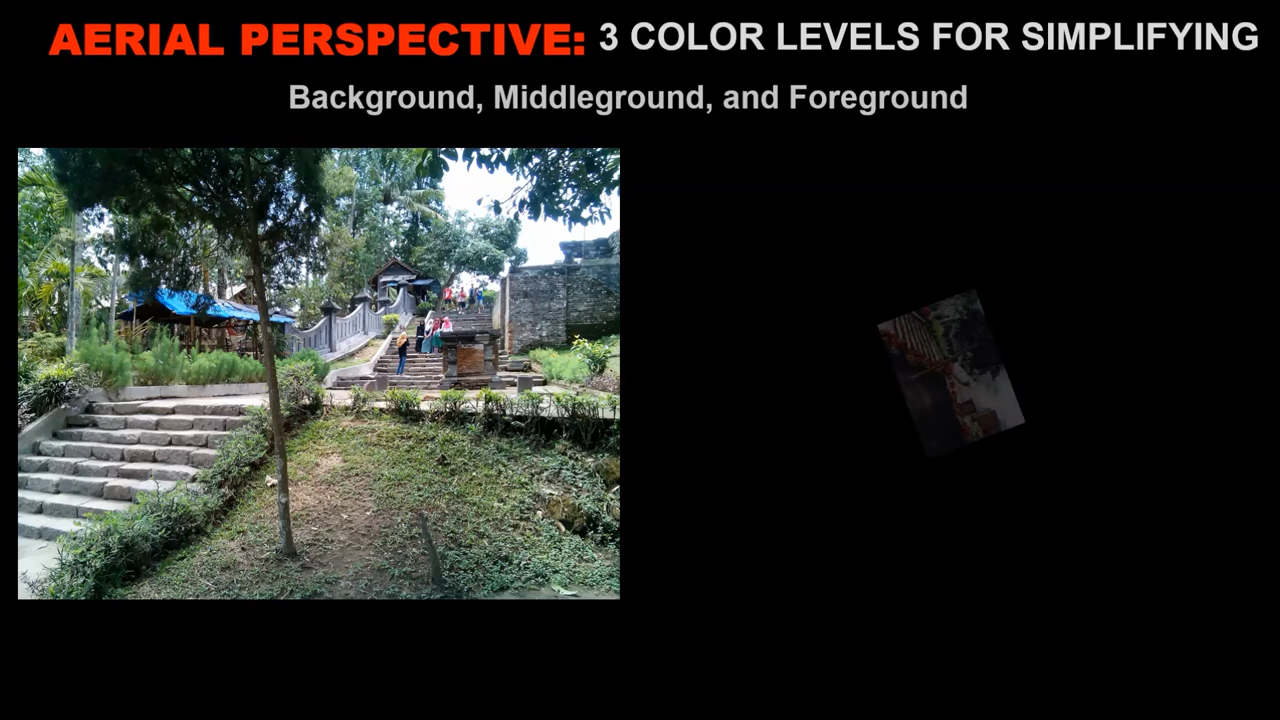 AERIAL PERSPECTIVE: 3 COLOR LEVELS FOR SIMPLIFYING
Background, Middleground, and Foreground